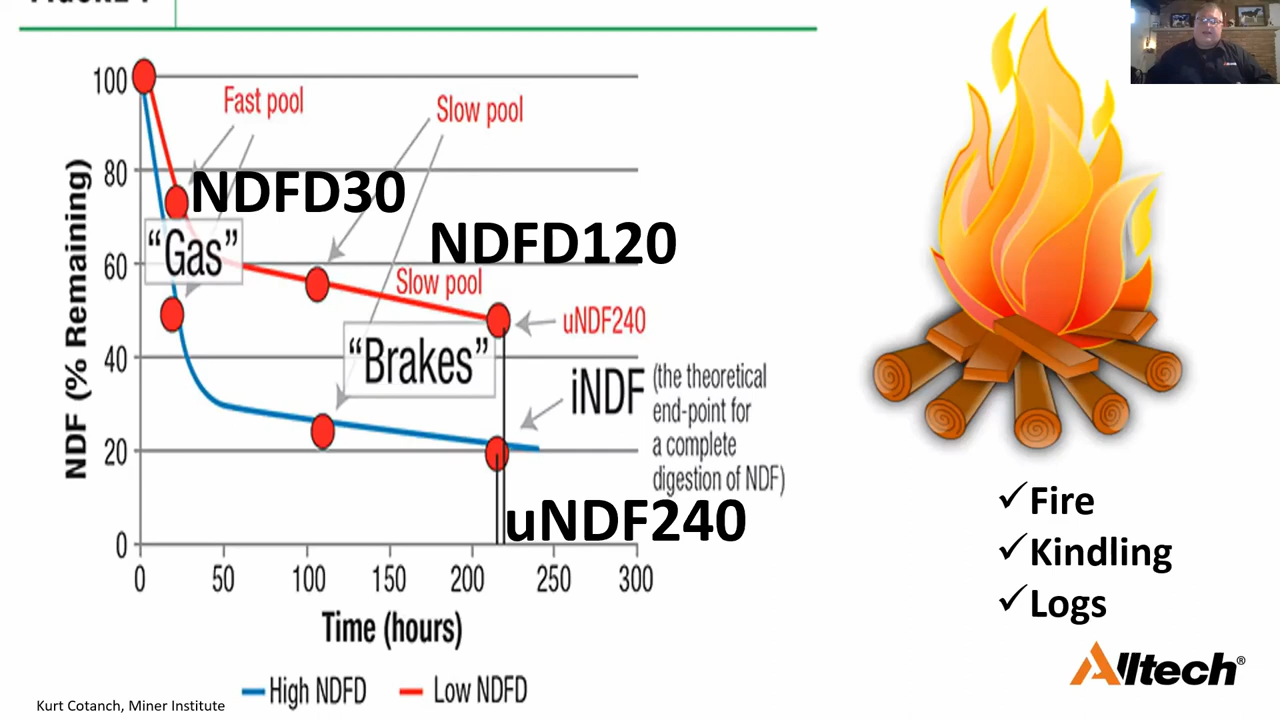 100
80
60
40
20
0
NDF (% Remaining)
Fast pool
Slow pool
NDFD30
NDFD120
"Gas"
Slow pool
uNDF240
"Brakes"
iNDF
(the theoretical
end-point for
a complete
digestion of NDF)
uNDF240
0 50 100 150 200 250 300
Time (hours)
High NDFD Low NDFD
Kurt Cotanch, Miner Institute
✓Fire
✓Kindling
✓Logs
Alltech®